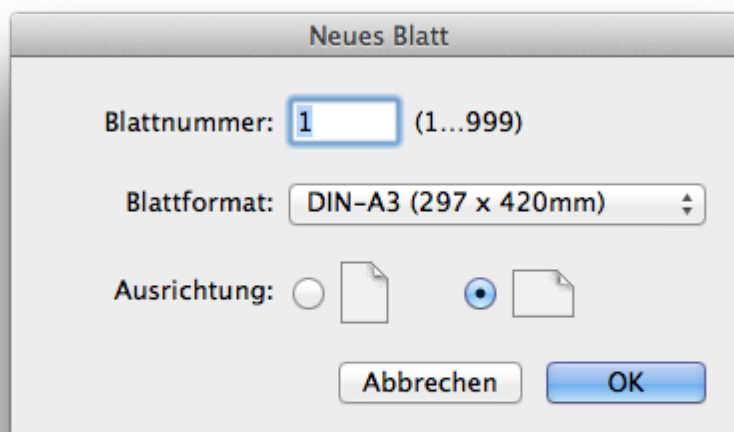 Neues Blatt
Blattnummer: 1 (1...999)
Blattformat: DIN-A3 (297 x 420mm)
Ausrichtung:
Abbrechen OK